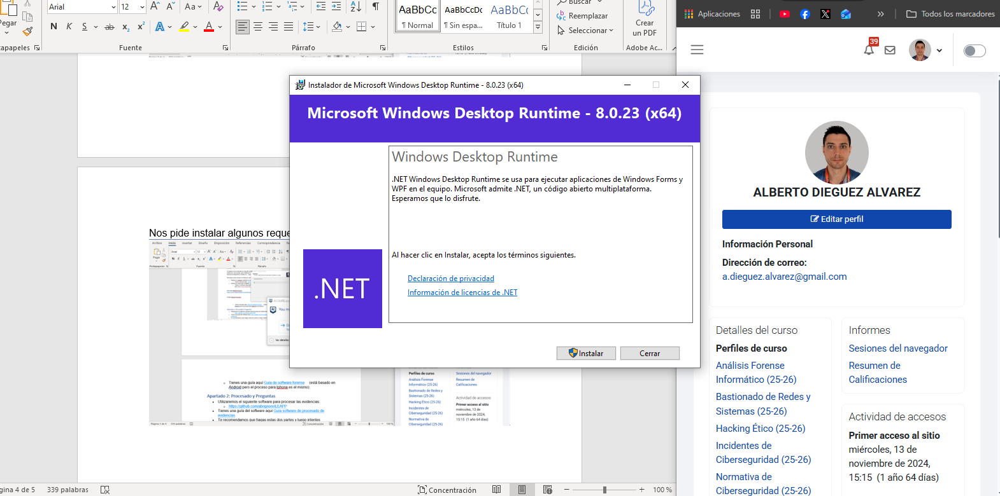 Pegar
Arial
12
Aa
N K S ab x₂ x²
AaBbCc
AaBbCcDc
AaBbCc
¶ Normal
¶ Sin espa...
Título 1
Buscar
Reemplazar
Seleccionar
Crear
un PDF
Fuente
Párrafo
Estilos
Edición
Adobe Ac...
Aplicaciones
Todos los marcadores
39
Instalador de Microsoft Windows Desktop Runtime - 8.0.23 (x64)
Microsoft Windows Desktop Runtime - 8.0.23 (x64)
Windows Desktop Runtime
.NET Windows Desktop Runtime se usa para ejecutar aplicaciones de Windows Forms y
WPF en el equipo. Microsoft admite .NET, un código abierto multiplataforma.
Esperamos que lo disfrute.
Al hacer clic en Instalar, acepta los términos siguientes.
Declaración de privacidad
Información de licencias de .NET
.NET
Instalar
Cerrar
Nos pide instalar algunos reque
Archivo Inicio Insertar Diseño Disposición Referencias Correspondencia
You m
Ver detalles
Tienes una guía aquí Guía de software forense (está basado en
Android pero el proceso para Iphone es el mismo)
Apartado 2: Procesado y Preguntas
Utilizaremos el siguiente software para procesar las evidencias:
https://github.com/abrignoni/iLEAPP
Tienes una guía del software aquí Guía software de procesado de
evidencias
Te recomendamos que hagas estas dos partes y luego intentes
Perfiles de curso
Análisis Forense
Informático (25-26)
Bastionado de Redes y
Sistemas (25-26)
Hacking Ético (25-26)
Incidentes de
Ciberseguridad (25-26)
Normativa de
Ciberseguridad (25-26)
Sesiones del navegador
Resumen de
Calificaciones
Actividad de accesos
Primer acceso al sitio
miércoles, 13 de
noviembre de 2024,
15:15 (1 año 64 días)
ALBERTO DIEGUEZ ALVAREZ
Editar perfil
Información Personal
Dirección de correo:
a.dieguez.alvarez@gmail.com
Detalles del curso
Perfiles de curso
Análisis Forense
Informático (25-26)
Bastionado de Redes y
Sistemas (25-26)
Hacking Ético (25-26)
Incidentes de
Ciberseguridad (25-26)
Normativa de
Ciberseguridad (25-26)
Informes
Sesiones del navegador
Resumen de
Calificaciones
Actividad de accesos
Primer acceso al sitio
miércoles, 13 de
noviembre de 2024,
15:15 (1 año 64 días)
gina 4 de 5
339 palabras
Concentración
100 %